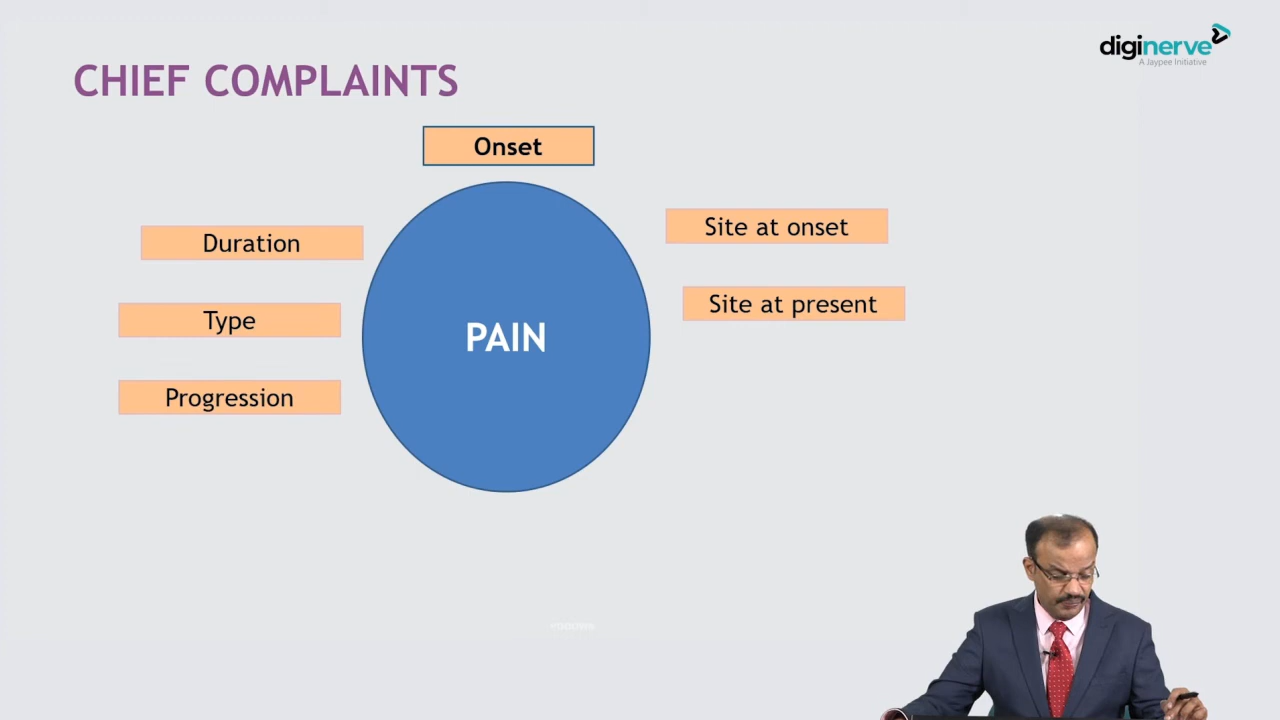 diginerve
A Jaypee Initiative
CHIEF COMPLAINTS
Onset
Duration
Type
Progression
PAIN
Site at onset
Site at present